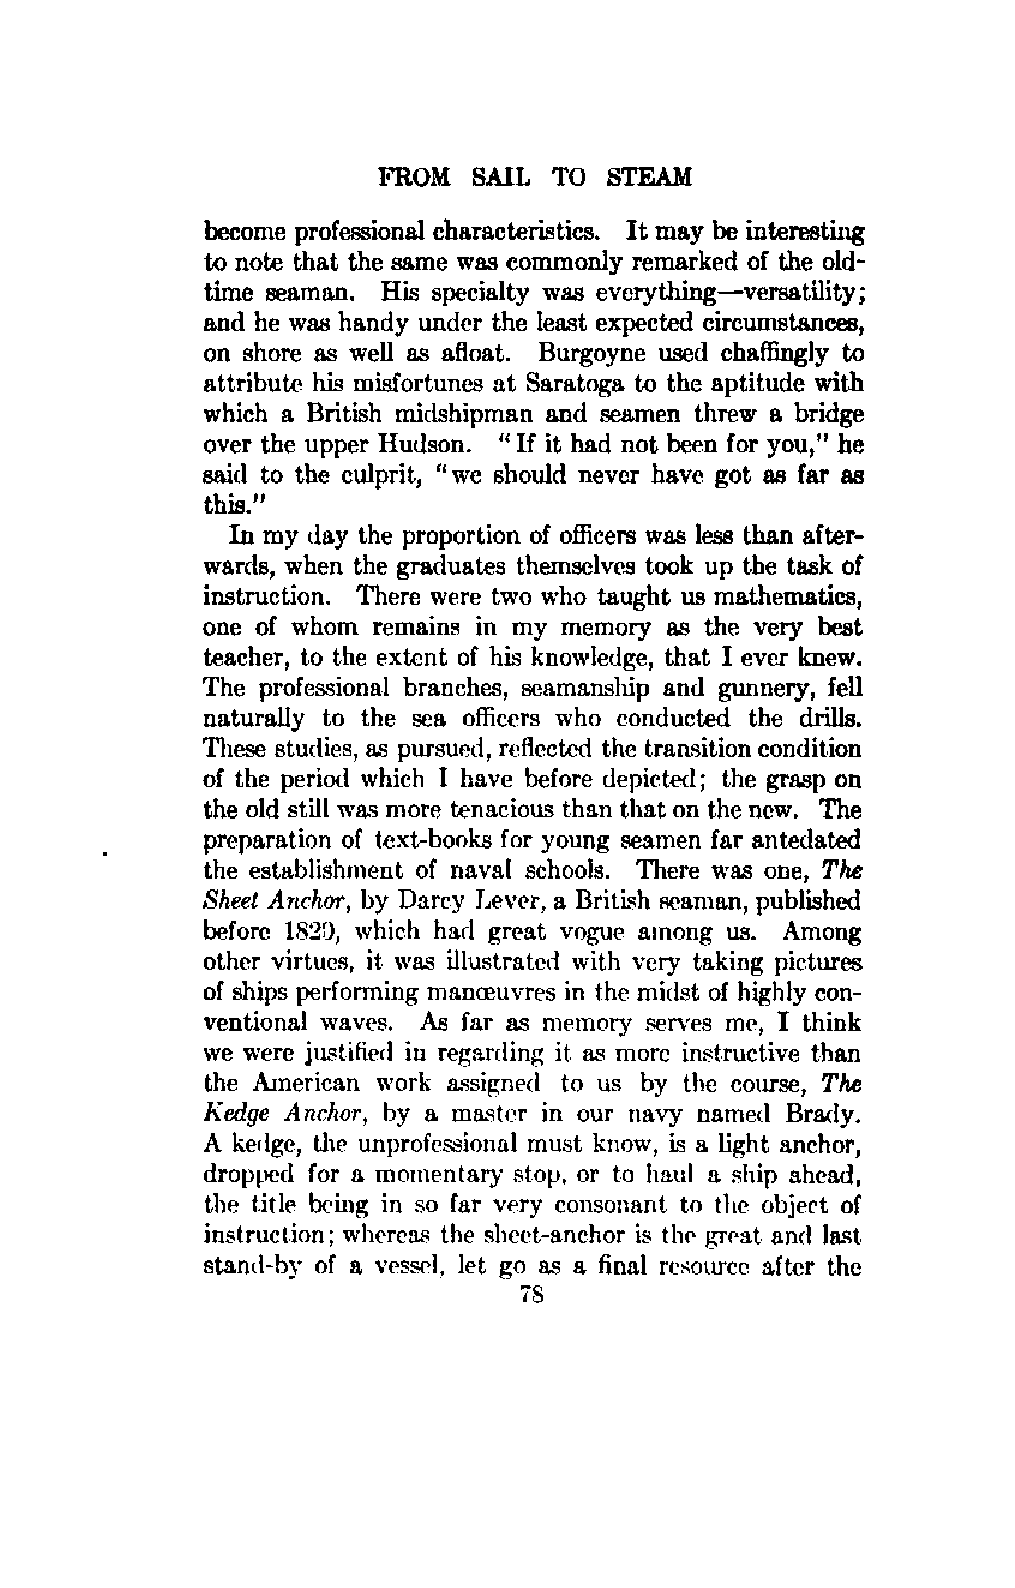 FROM SAIL TO STEAM
become professional characteristics. It may be interesting
to note that the same was commonly remarked of the old-
time seaman. His specialty was everything—versatility;
and he was handy under the least expected circumstances,
on shore as well as afloat. Burgoyne used chaffingly to
attribute his misfortunes at Saratoga to the aptitude with
which a British midshipman and seamen threw a bridge
over the upper Hudson. "If it had not been for you," he
said to the culprit, "we should never have got as far as
this."
In my day the proportion of officers was less than after-
wards, when the graduates themselves took up the task of
instruction. There were two who taught us mathematics,
one of whom remains in my memory as the very best
teacher, to the extent of his knowledge, that I ever knew.
The professional branches, seamanship and gunnery, fell
naturally to the sea officers who conducted the drills.
These studies, as pursued, reflected the transition condition
of the period which I have before depicted; the grasp on
the old still was more tenacious than that on the new. The
preparation of text-books for young seamen far antedated
the establishment of naval schools. There was one, The
Sheet Anchor, by Darcy Lever, a British seaman, published
before 1820, which had great vogue among us. Among
other virtues, it was illustrated with very taking pictures
of ships performing manœuvres in the midst of highly con-
ventional waves. As far as memory serves me, I think
we were justified in regarding it as more instructive than
the American work assigned to us by the course, The
Kedge Anchor, by a master in our navy named Brady.
A kedge, the unprofessional must know, is a light anchor,
dropped for a momentary stop, or to haul a ship ahead,
the title being in so far very consonant to the object of
instruction; whereas the sheet-anchor is the great and last
stand-by of a vessel, let go as a final resource after the
78